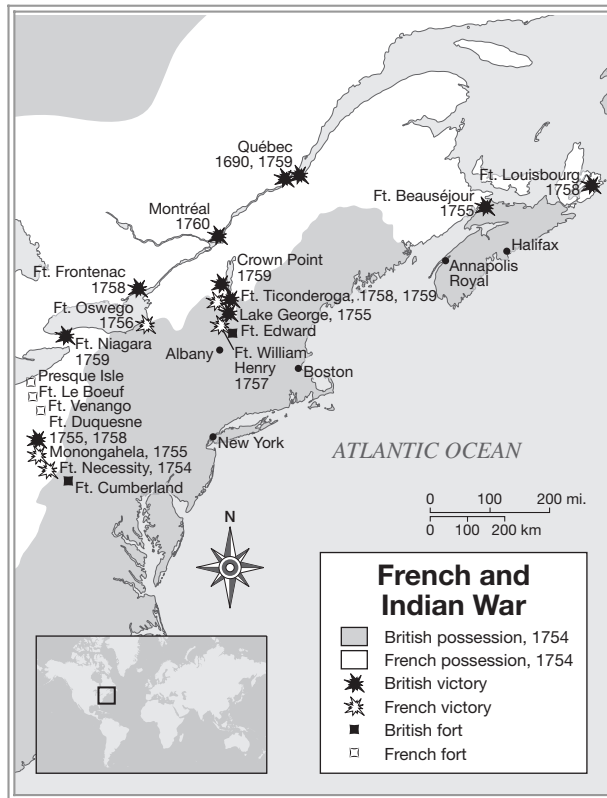 Québec
1690, 1759
Ft. Louisbourg
1758
Ft. Beauséjour
1755
Montréal
1760
Halifax
Annapolis
Royal
Crown Point
1759
Ft. Frontenac
1758
Ft. Ticonderoga, 1758, 1759
Ft. Oswego
1756
Lake George, 1755
Ft. Edward
Ft. Niagara
1759
Albany
Ft. William
Henry
1757
Boston
Presque Isle
Ft. Le Boeuf
Ft. Venango
Ft. Duquesne
1755, 1758
Monongahela, 1755
Ft. Necessity, 1754
Ft. Cumberland
New York
ATLANTIC OCEAN
0 100 200 mi.
0 100 200 km
N
French and
Indian War
British possession, 1754
French possession, 1754
British victory
French victory
British fort
French fort